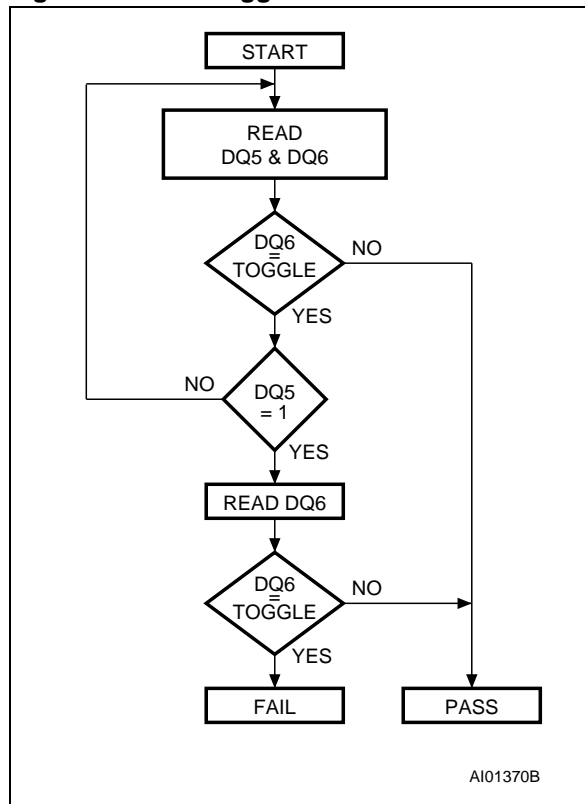 START
READ
DQ5 & DQ6
DQ6
=
TOGGLE
NO
YES
NO
DQ5
= 1
YES
READ DQ6
DQ6
=
TOGGLE
NO
YES
FAIL
PASS
AI01370B